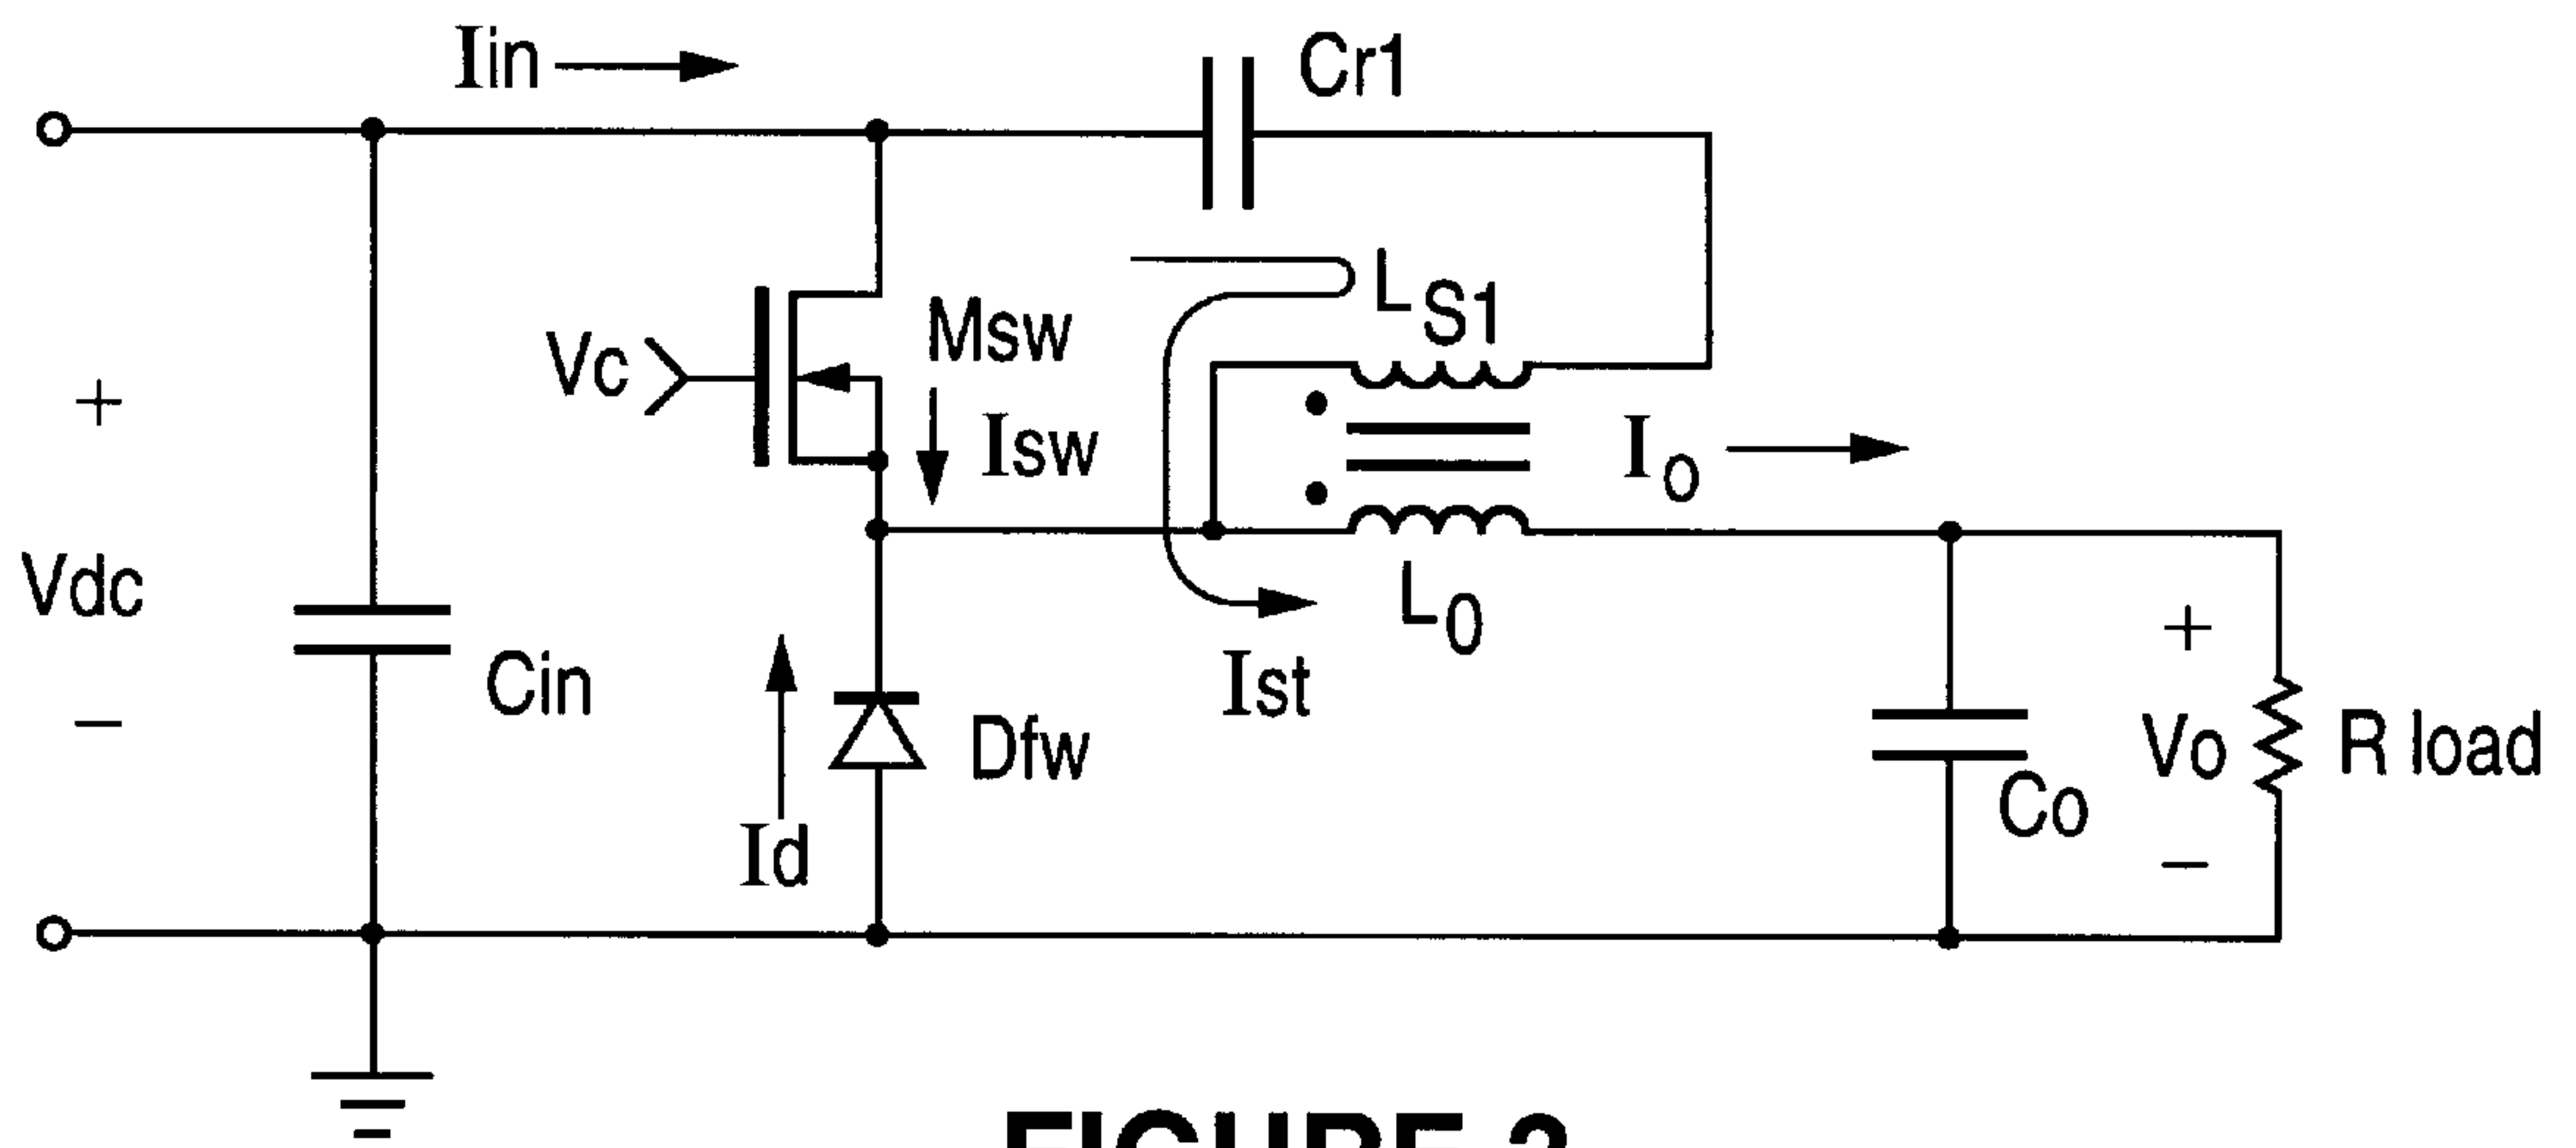 Iin
Cr1
LS1
Vc
Msw
Isw
Io
+
Vdc
−
Cin
L0
Ist
Dfw
Id
+
Vo
−
Co
R load